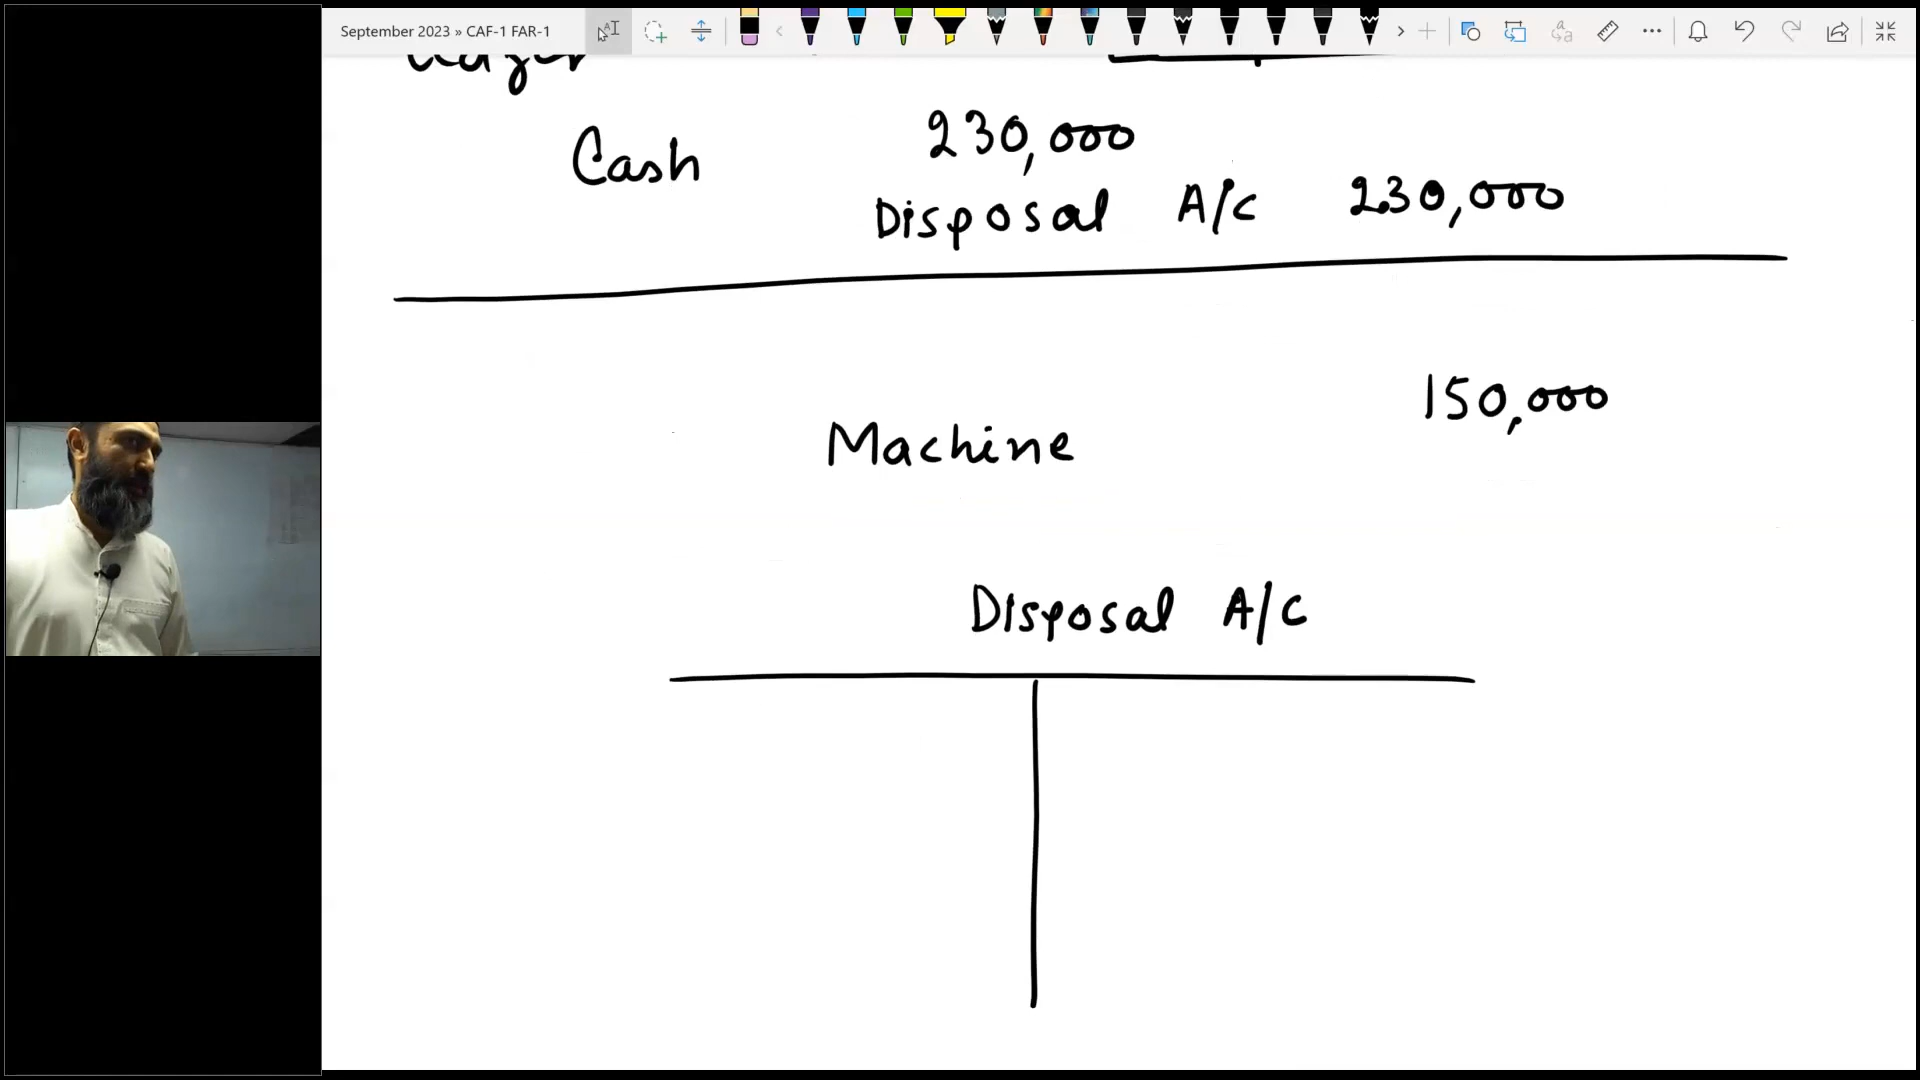 September 2023 » CAF-1 FAR-1
Cash 230,000
Disposal A/C 230,000
150,000
Machine
Disposal A/C